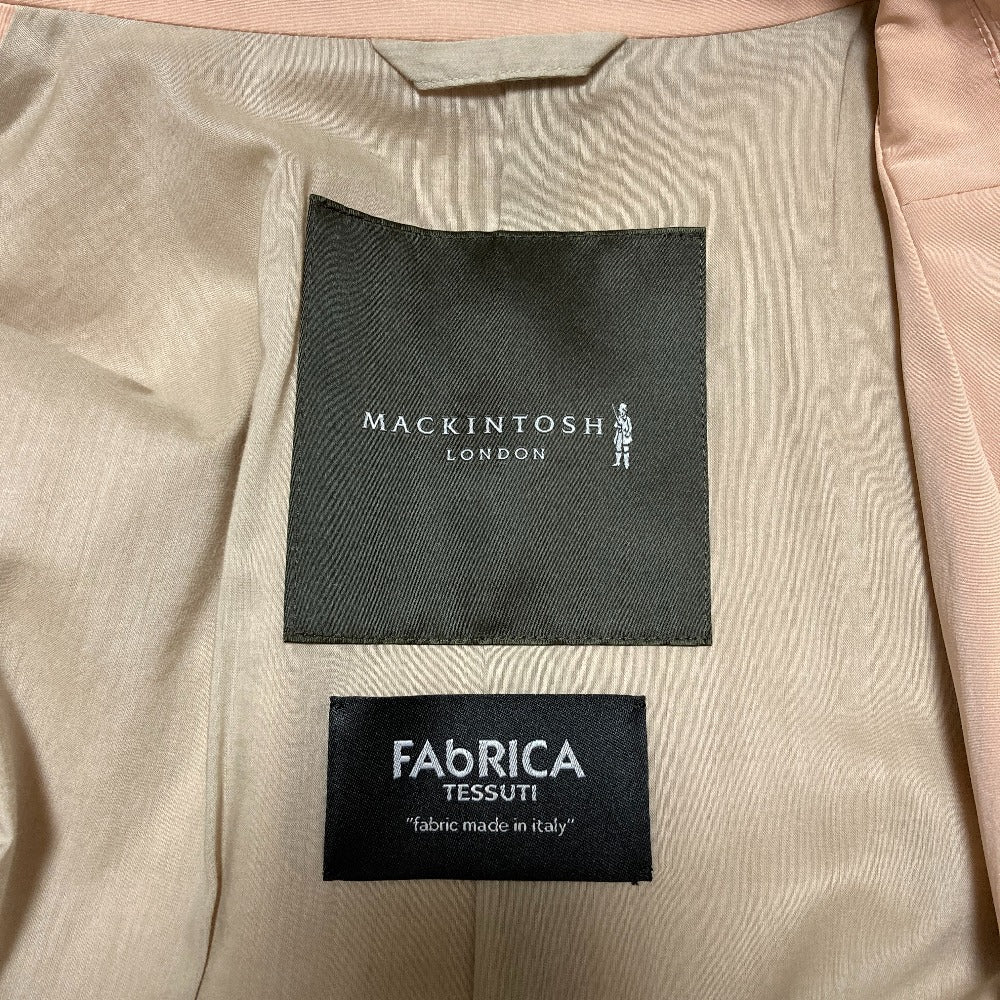 MACKINTOSH
LONDON
FAbRICA
TESSUTI
"fabric made in italy"